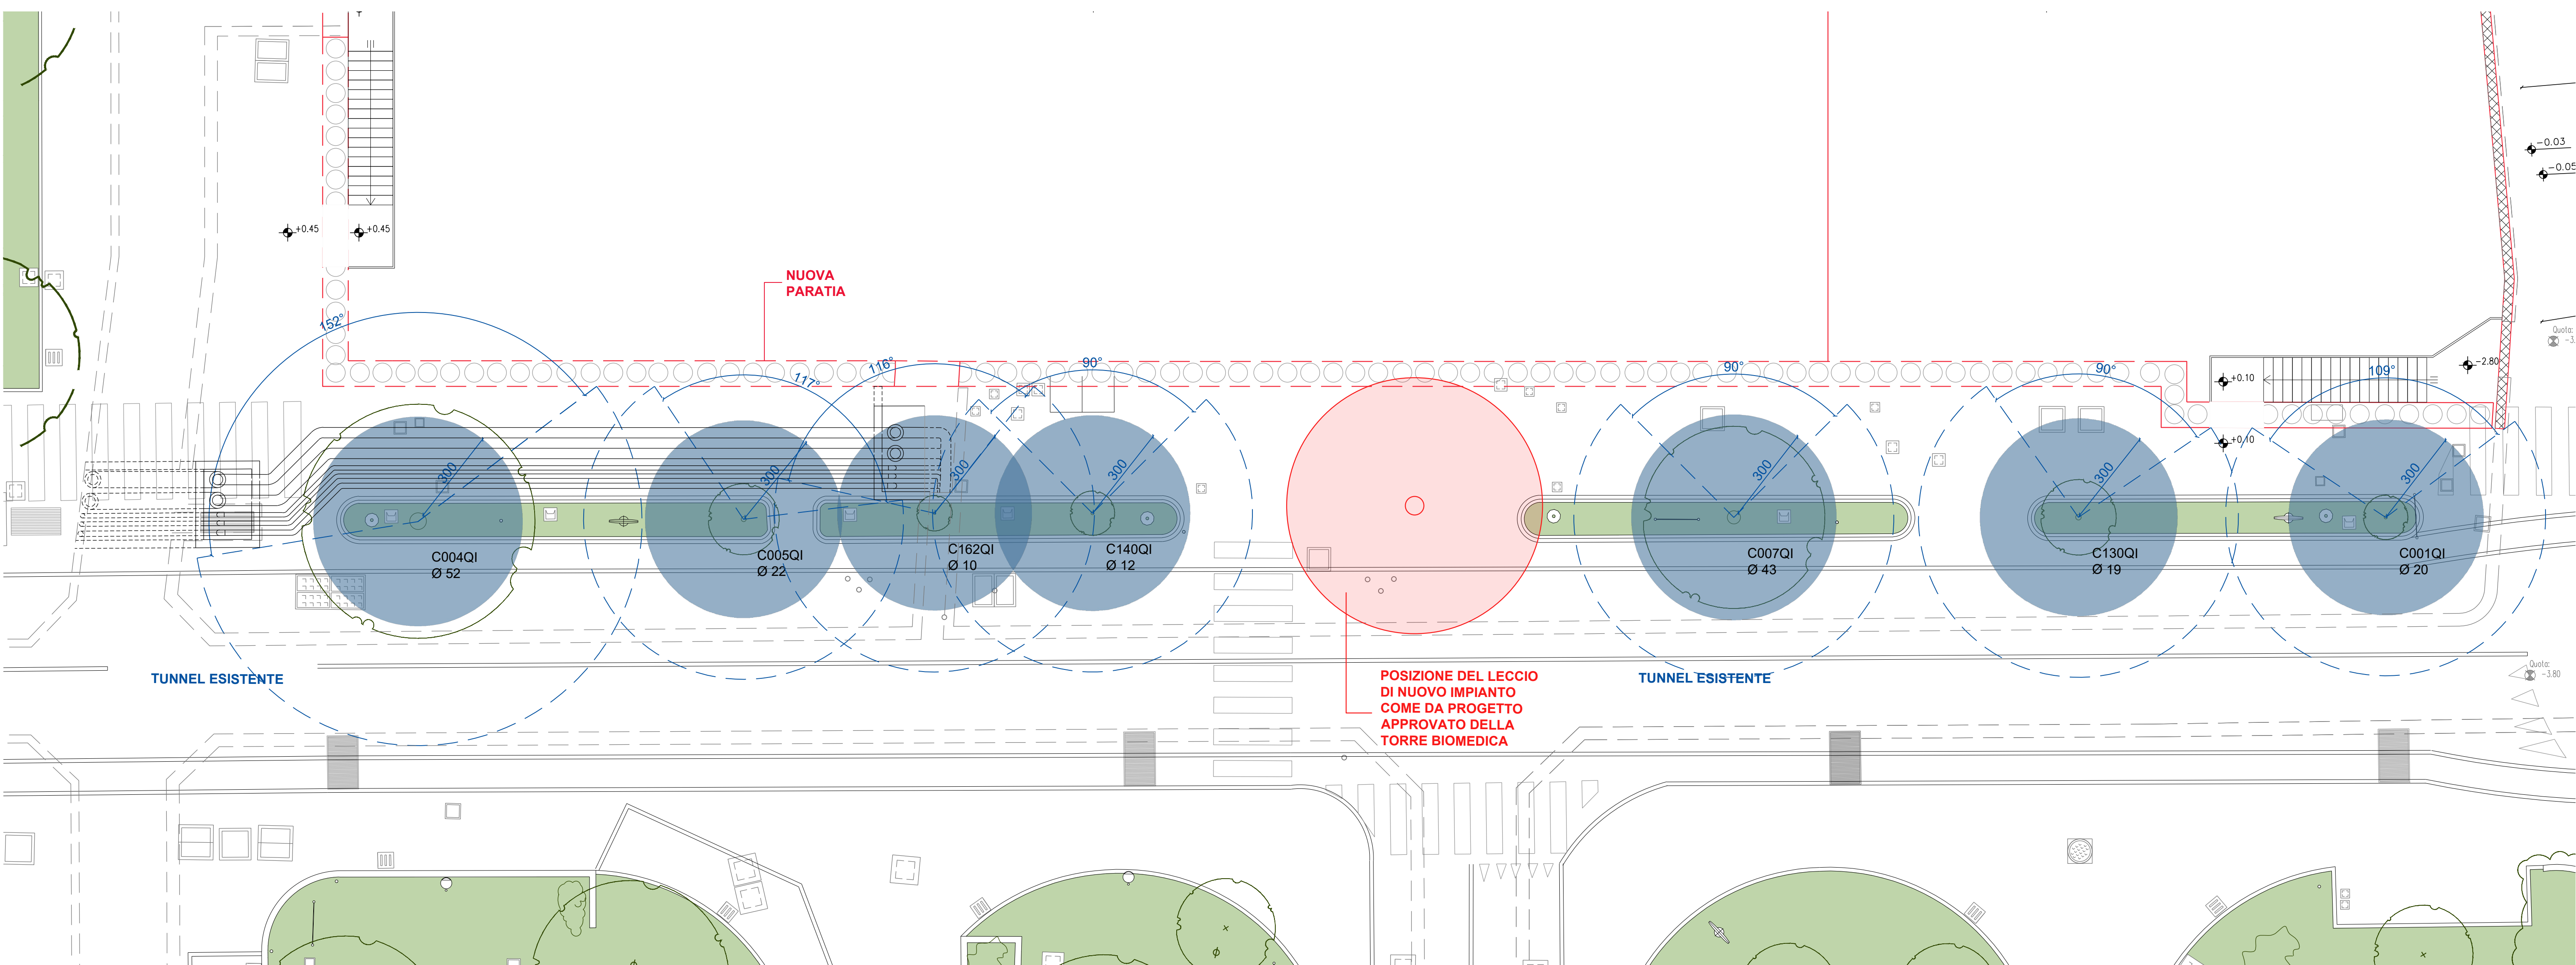 +0.45
+0.45
-0.03
-0.05
NUOVA
PARATIA
152°
117°
116°
90°
90°
90°
109°
Quota:
-2.80
+0.10
+0.10
300
300
300
300
300
300
300
C004QI
Ø 52
C005QI
Ø 22
C162QI
Ø 10
C140QI
Ø 12
C007QI
Ø 43
C130QI
Ø 19
C001QI
Ø 20
TUNNEL ESISTENTE
POSIZIONE DEL LECCIO
DI NUOVO IMPIANTO
COME DA PROGETTO
APPROVATO DELLA
TORRE BIOMEDICA
TUNNEL ESISTENTE
Quota:
-3.80